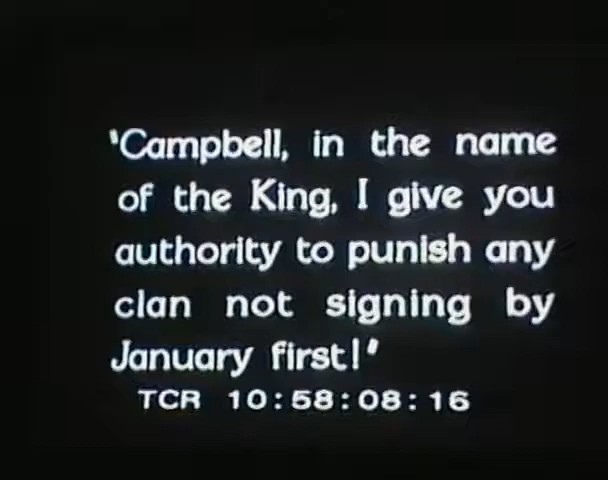 'Campbell, in the name
of the King, I give you
authority to punish any
clan not signing by
January first!'
TCR 10:58:08:16